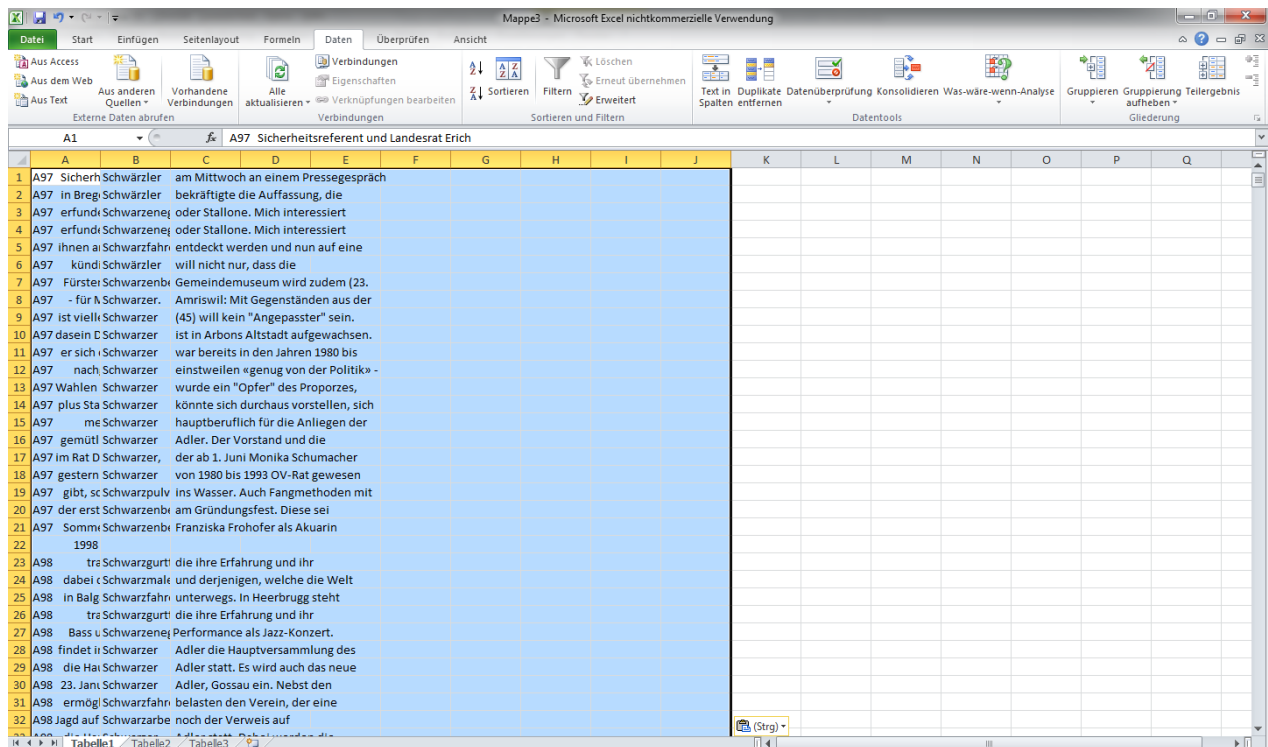 Mappe3 - Microsoft Excel nichtkommerzielle Verwendung
Datei Start Einfügen Seitenlayout Formeln Daten Überprüfen Ansicht
Aus Access
Aus dem Web
Aus Text
Aus anderen Quellen
Vorhandene Verbindungen
Externe Daten abrufen
Alle aktualisieren
Verbindungen
Eigenschaften
Verknüpfungen bearbeiten
Verbindungen
Sortieren
Filtern
Löschen
Erneut übernehmen
Erweitert
Sortieren und Filtern
Text in Spalten
Duplikate entfernen
Datenüberprüfung
Konsolidieren
Was-wäre-wenn-Analyse
Datentools
Gruppieren
Gruppierung aufheben
Teilergebnis
Gliederung
A1 fx A97 Sicherheitsreferent und Landesrat Erich
A B C D E F G H I J K L M N O P Q
1 A97 Sicherh Schwärzler am Mittwoch an einem Pressegespräch
2 A97 in Breg Schwärzler bekräftigte die Auffassung, die
3 A97 erfund Schwarzeneg oder Stallone. Mich interessiert
4 A97 erfund Schwarzeneg oder Stallone. Mich interessiert
5 A97 ihnen a Schwarzfahr entdeckt werden und nun auf eine
6 A97 kündi Schwärzler will nicht nur, dass die
7 A97 Fürster Schwarzenbe Gemeindemuseum wird zudem (23.
8 A97 - für M Schwarzer. Amriswil: Mit Gegenständen aus der
9 A97 ist viell Schwarzer (45) will kein "Angepasster" sein.
10 A97 dasein D Schwarzer ist in Arbons Altstadt aufgewachsen.
11 A97 er sich Schwarzer war bereits in den Jahren 1980 bis
12 A97 nach Schwarzer einstweilen «genug von der Politik» -
13 A97 Wahlen Schwarzer wurde ein "Opfer" des Proporzes,
14 A97 plus Sta Schwarzer könnte sich durchaus vorstellen, sich
15 A97 me Schwarzer hauptberuflich für die Anliegen der
16 A97 gemütl Schwarzer Adler. Der Vorstand und die
17 A97 im Rat D Schwarzer, der ab 1. Juni Monika Schumacher
18 A97 gestern Schwarzer von 1980 bis 1993 OV-Rat gewesen
19 A97 gibt, sc Schwarzpulv ins Wasser. Auch Fangmethoden mit
20 A97 der erst Schwarzenbe am Gründungsfest. Diese sei
21 A97 Somme Schwarzenbe Franziska Frohofer als Akuarin
22 1998
23 A98 tra Schwarzgurt die ihre Erfahrung und ihr
24 A98 dabei Schwarzmale und derjenigen, welche die Welt
25 A98 in Balg Schwarzfahr unterwegs. In Heerbrugg steht
26 A98 tra Schwarzgurt die ihre Erfahrung und ihr
27 A98 Bass u Schwarzeneg Performance als Jazz-Konzert.
28 A98 findet i Schwarzer Adler die Hauptversammlung des
29 A98 die Hau Schwarzer Adler statt. Es wird auch das neue
30 A98 23. Janu Schwarzer Adler, Gossau ein. Nebst den
31 A98 ermögl Schwarzfahr belasten den Verein, der eine
32 A98 Jagd auf Schwarzarbe noch der Verweis auf
(Strg)
Tabelle1 Tabelle2 Tabelle3